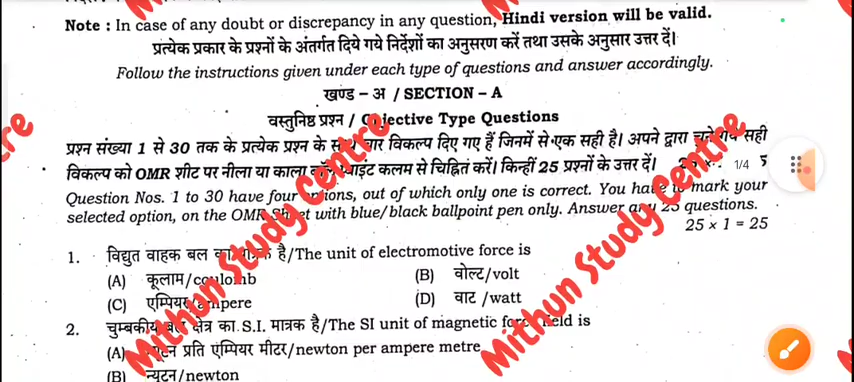 Note : In case of any doubt or discrepancy in any question, Hindi version will be valid.
प्रत्येक प्रकार के प्रश्नों के अंतर्गत दिये गये निर्देशों का अनुसरण करें तथा उसके अनुसार उत्तर दें।
Follow the instructions given under each type of questions and answer accordingly.
खण्ड – अ / SECTION – A
वस्तुनिष्ठ प्रश्न / Objective Type Questions
प्रश्न संख्या 1 से 30 तक के प्रत्येक प्रश्न के साथ चार विकल्प दिए गए हैं जिनमें से एक सही है। अपने द्वारा चुने गये सही
विकल्प को OMR शीट पर नीला या काला बॉल प्वाइंट कलम से चिह्नित करें। किन्हीं 25 प्रश्नों के उत्तर दें।
1/4
Question Nos. 1 to 30 have four options, out of which only one is correct. You have to mark your
selected option, on the OMR Sheet with blue/black ballpoint pen only. Answer any 25 questions.
25 × 1 = 25
1. विद्युत वाहक बल का मात्रक है/The unit of electromotive force is
(A) कूलाम/coulomb (B) वोल्ट/volt
(C) एम्पियर/ampere (D) वाट /watt
2. चुम्बकीय बल क्षेत्र का S.I. मात्रक है/The SI unit of magnetic force field is
(A) न्यूटन प्रति एम्पियर मीटर/newton per ampere metre
(B) न्यूटन/newton
Mithun Study Centre
Mithun Study Centre
re